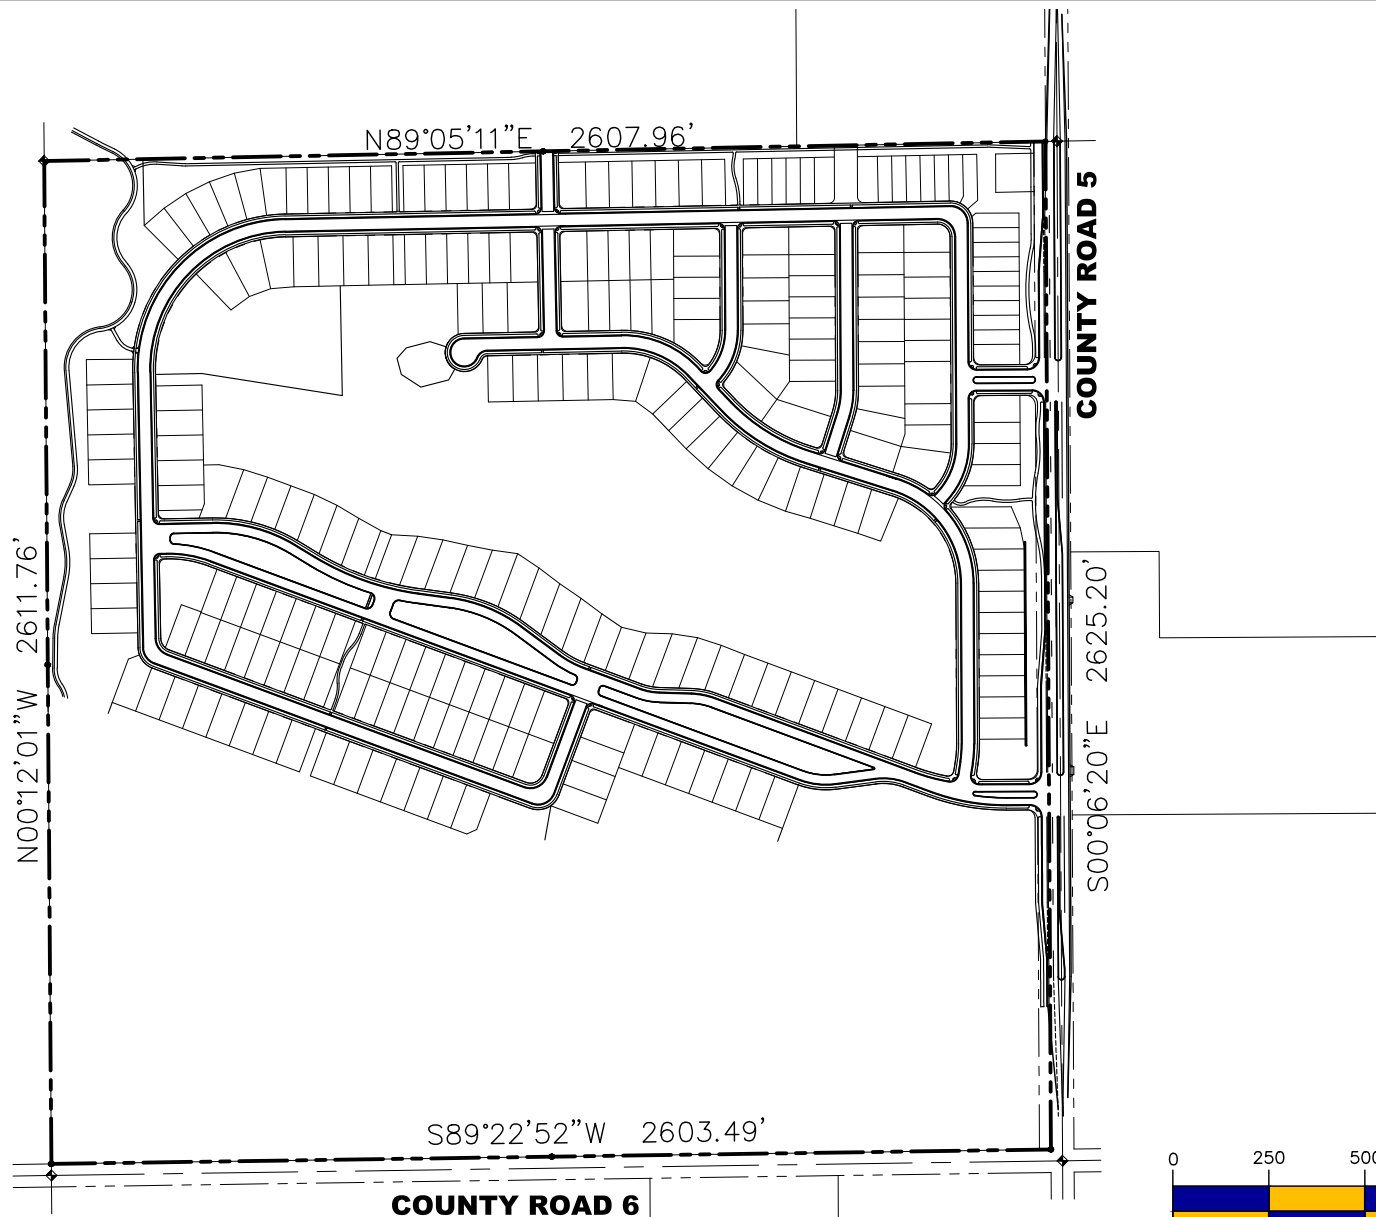 N89°05'11"E 2607.96'
COUNTY ROAD 5
N00°12'01"W 2611.76'
S00°06'20"E 2625.20'
S89°22'52"W 2603.49'
0 250
COUNTY ROAD 6